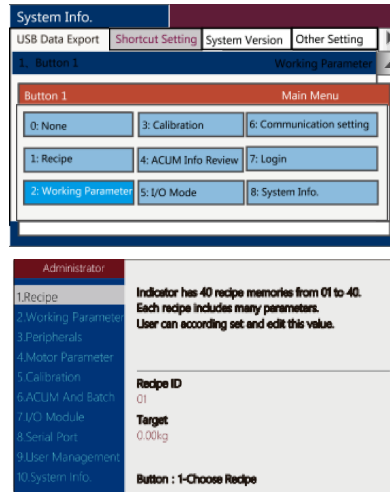 System Info.
USB Data Export Shortcut Setting System Version Other Setting
1、Button 1 Working Parameter
Button 1 Main Menu
0: None 3: Calibration 6: Communication setting
1: Recipe 4: ACUM Info Review 7: Login
2: Working Parameter 5: I/O Mode 8: System Info.
Administrator
1.Recipe
2.Working Parameter
3.Peripherals
4.Motor Parameter
5.Calibration
6.ACUM And Batch
7.I/O Module
8.Serial Port
9.User Management
10.System Info.
Indicator has 40 recipe memories from 01 to 40.
Each recipe includes many parameters.
User can according set and edit this value.
Recipe ID
01
Target
0.00kg
Button : 1-Choose Recipe